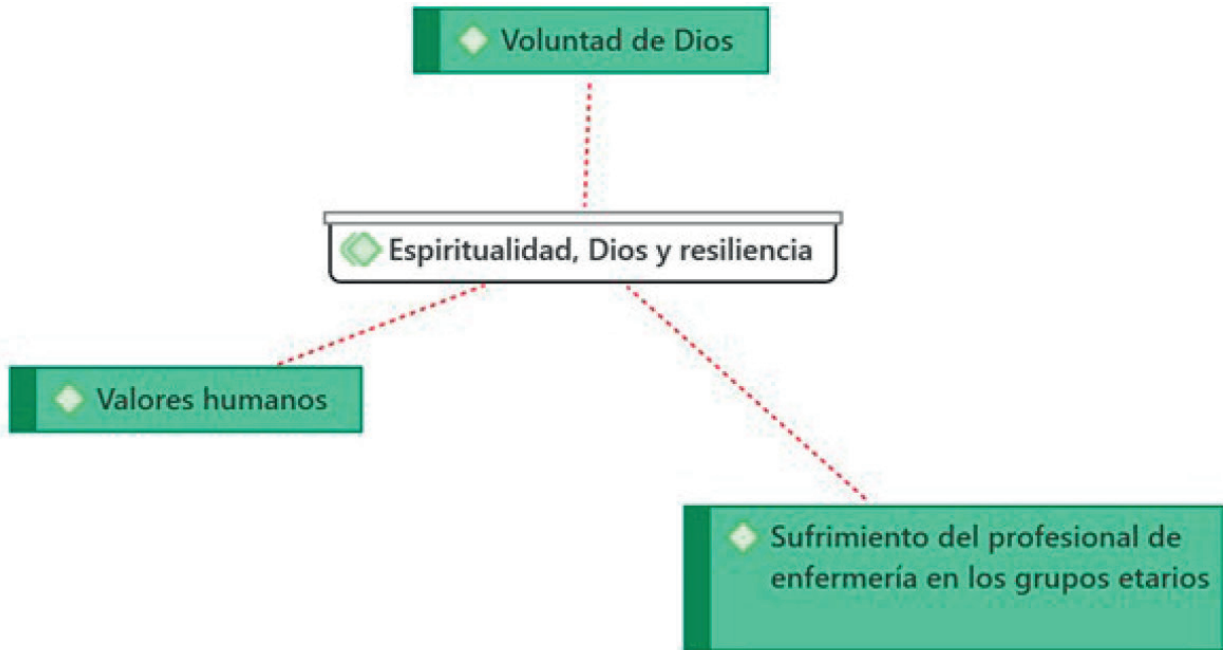 Voluntad de Dios
Espiritualidad, Dios y resiliencia
Valores humanos
Sufrimiento del profesional de
enfermería en los grupos etarios